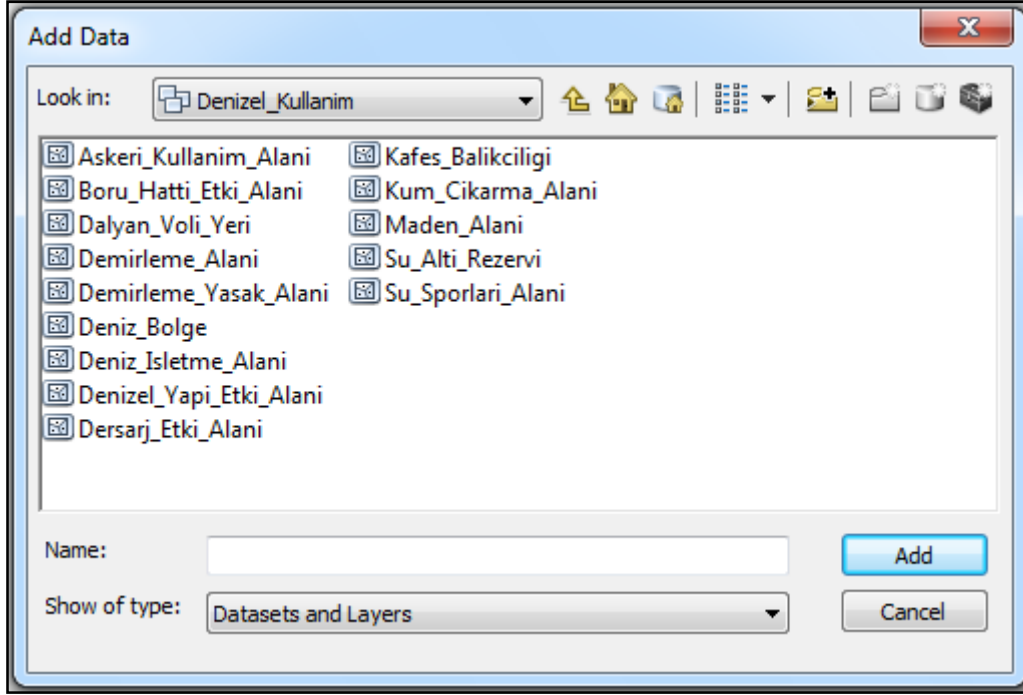 Add Data
Look in:
Denizel_Kullanim
Askeri_Kullanim_Alani
Boru_Hatti_Etki_Alani
Dalyan_Voli_Yeri
Demirleme_Alani
Demirleme_Yasak_Alani
Deniz_Bolge
Deniz_Isletme_Alani
Denizel_Yapi_Etki_Alani
Dersarj_Etki_Alani
Kafes_Balikciligi
Kum_Cikarma_Alani
Maden_Alani
Su_Alti_Rezervi
Su_Sporlari_Alani
Name:
Add
Show of type:
Datasets and Layers
Cancel